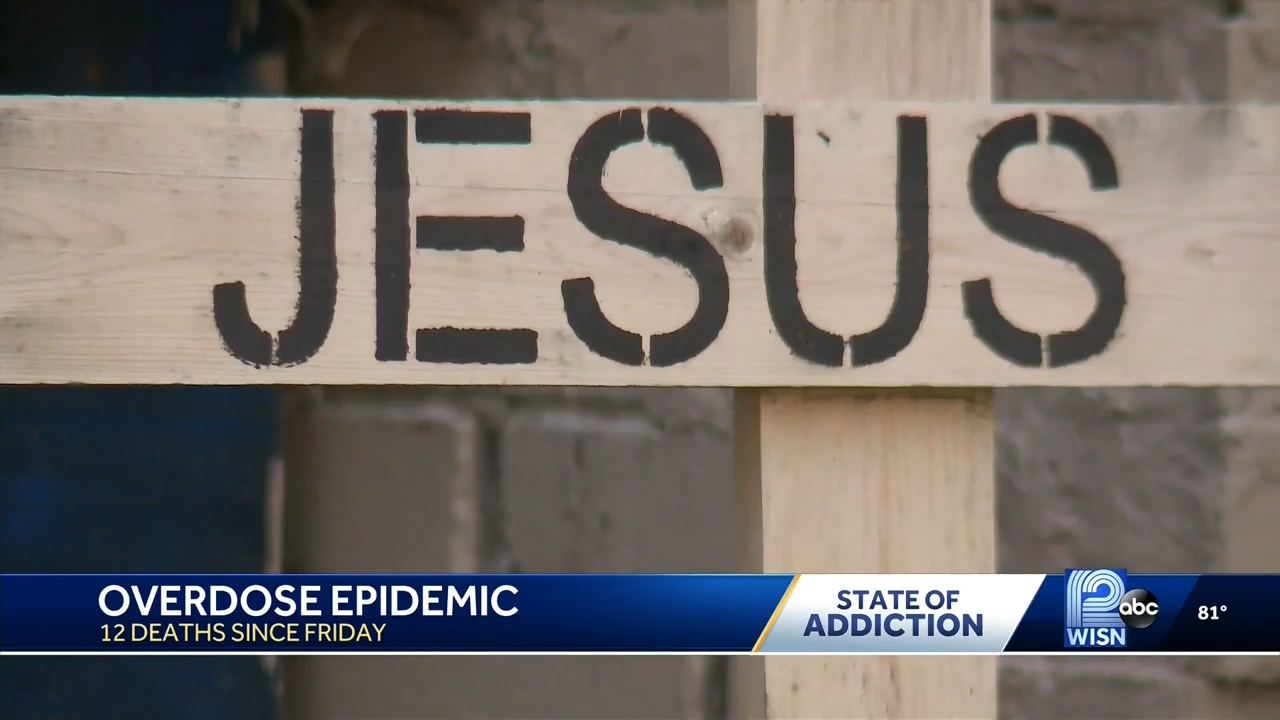 JESUS
OVERDOSE EPIDEMIC
12 DEATHS SINCE FRIDAY
STATE OF
ADDICTION
12
abc
WISN
81°